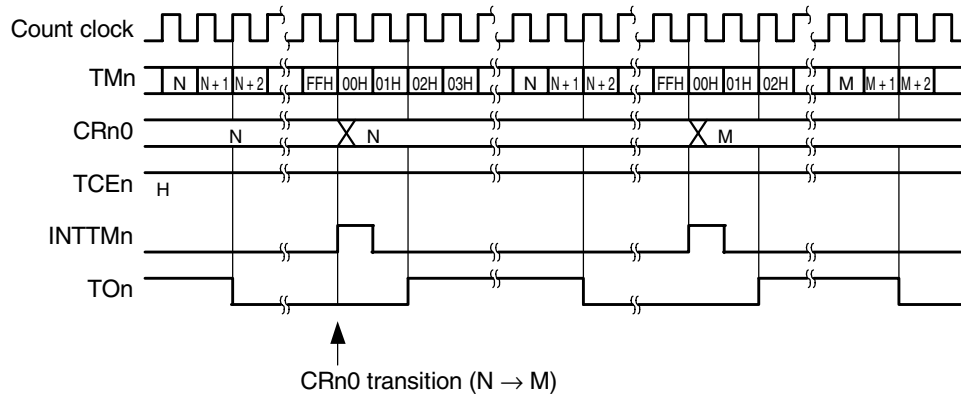 Count clock
TMn N N + 1 N + 2 FFH 00H 01H 02H 03H N N + 1 N + 2 FFH 00H 01H 02H M M + 1 M + 2
CRn0 N N M
TCEn H
INTTMn
TOn
CRn0 transition (N → M)